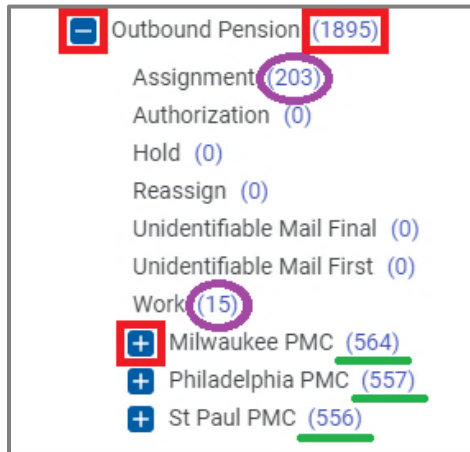 Outbound Pension (1895)
Assignment (203)
Authorization (0)
Hold (0)
Reassign (0)
Unidentifiable Mail Final (0)
Unidentifiable Mail First (0)
Work (15)
Milwaukee PMC (564)
Philadelphia PMC (557)
St Paul PMC (556)